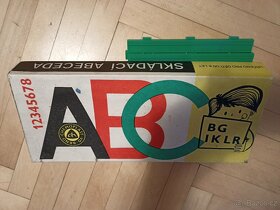 SKLÁDACÍ ABECEDA
12345678
ABC
BG
IKLR